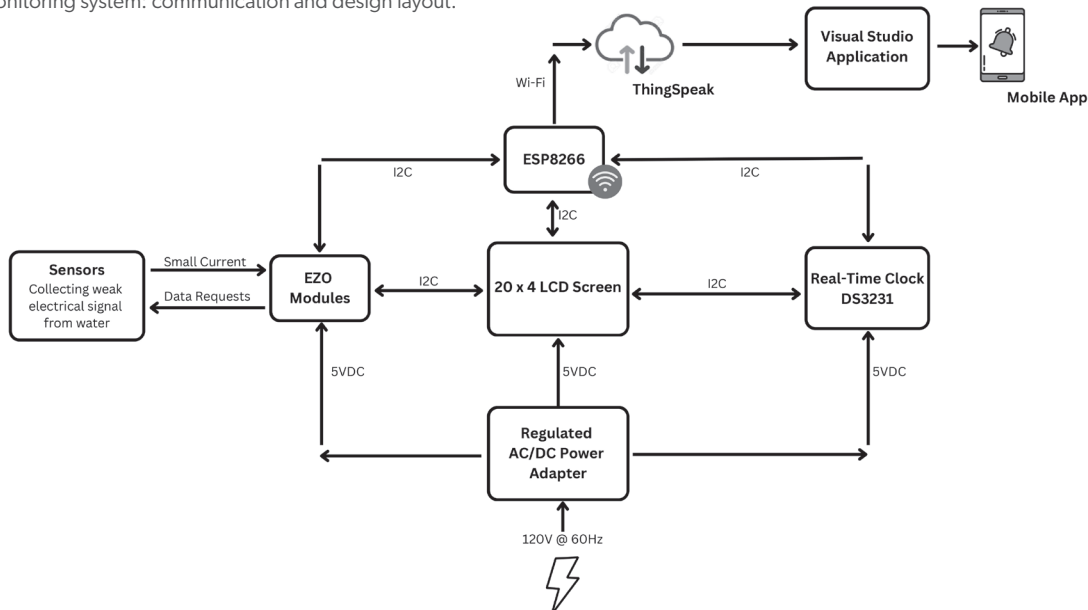 onitoring system: communication and design layout.
Visual Studio
Application
Wi-Fi
ThingSpeak
Mobile App
ESP8266
I2C
I2C
I2C
Sensors
Collecting weak
electrical signal
from water
Small Current
Data Requests
EZO
Modules
I2C
20 x 4 LCD Screen
I2C
Real-Time Clock
DS3231
5VDC
5VDC
5VDC
Regulated
AC/DC Power
Adapter
120V @ 60Hz